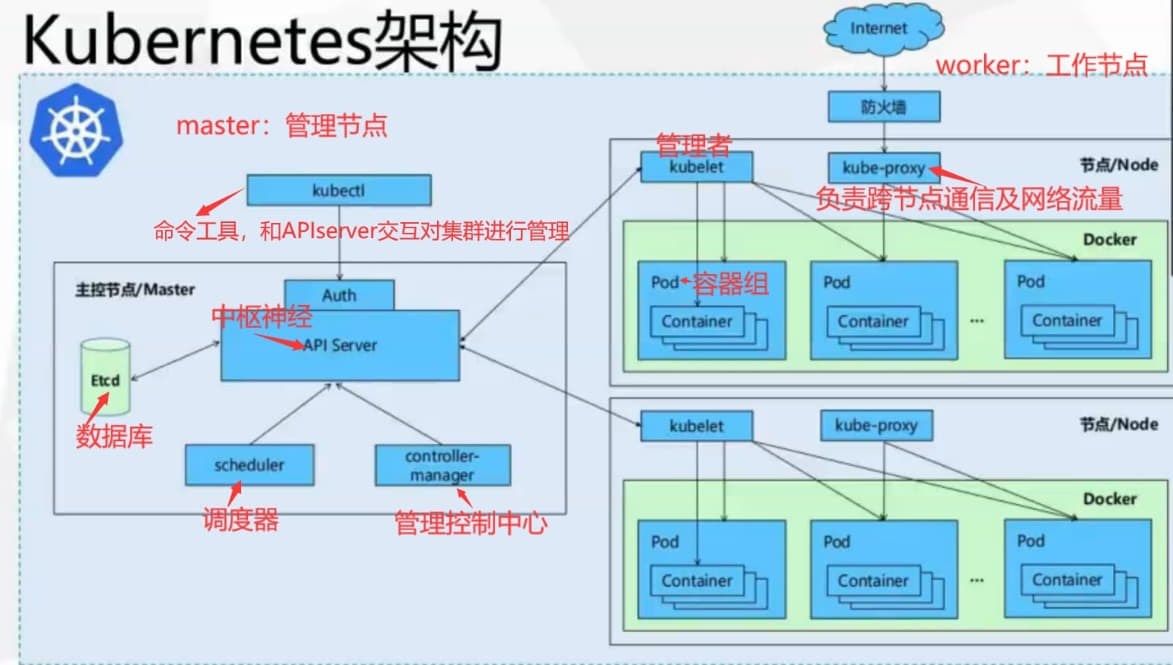 Kubernetes架构
Internet
worker：工作节点
防火墙
master：管理节点
管理者
kubelet
kube-proxy
节点/Node
kubectl
负责跨节点通信及网络流量
命令工具，和APIserver交互对集群进行管理
Docker
主控节点/Master
Auth
中枢神经
API Server
Pod
容器组
Container
Pod
Container
...
Pod
Container
Etcd
数据库
scheduler
controller-
manager
调度器
管理控制中心
kubelet
kube-proxy
节点/Node
Docker
Pod
Container
Pod
Container
...
Pod
Container